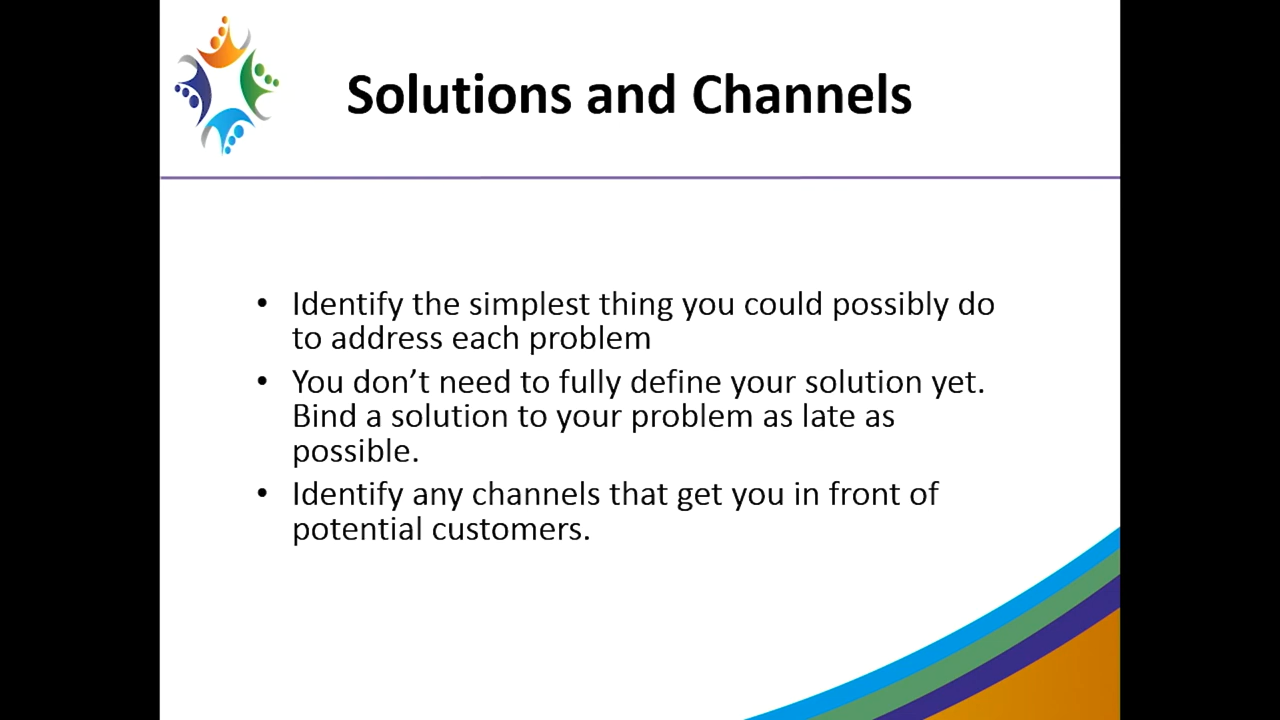 Solutions and Channels
• Identify the simplest thing you could possibly do
to address each problem
• You don’t need to fully define your solution yet.
Bind a solution to your problem as late as
possible.
• Identify any channels that get you in front of
potential customers.